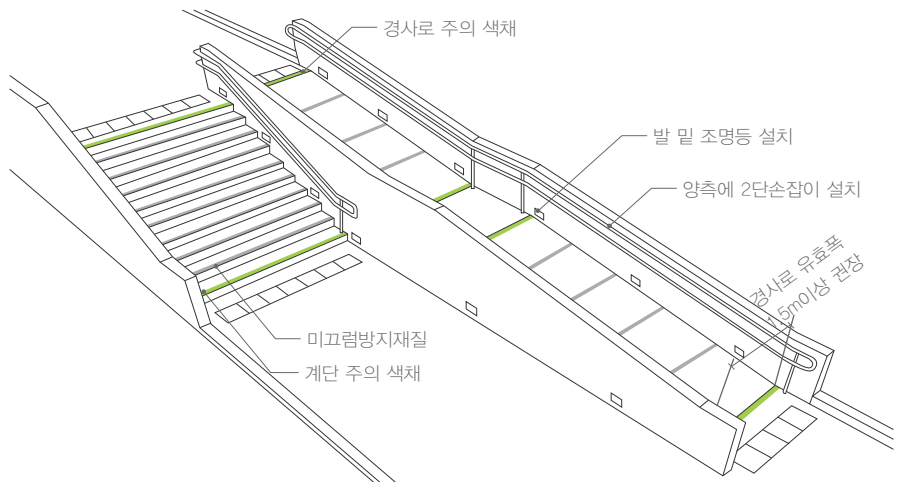 경사로 주의 색채
발 밑 조명등 설치
양측에 2단손잡이 설치
경사로 유효폭
1.5m이상 권장
미끄럼방지재질
계단 주의 색채